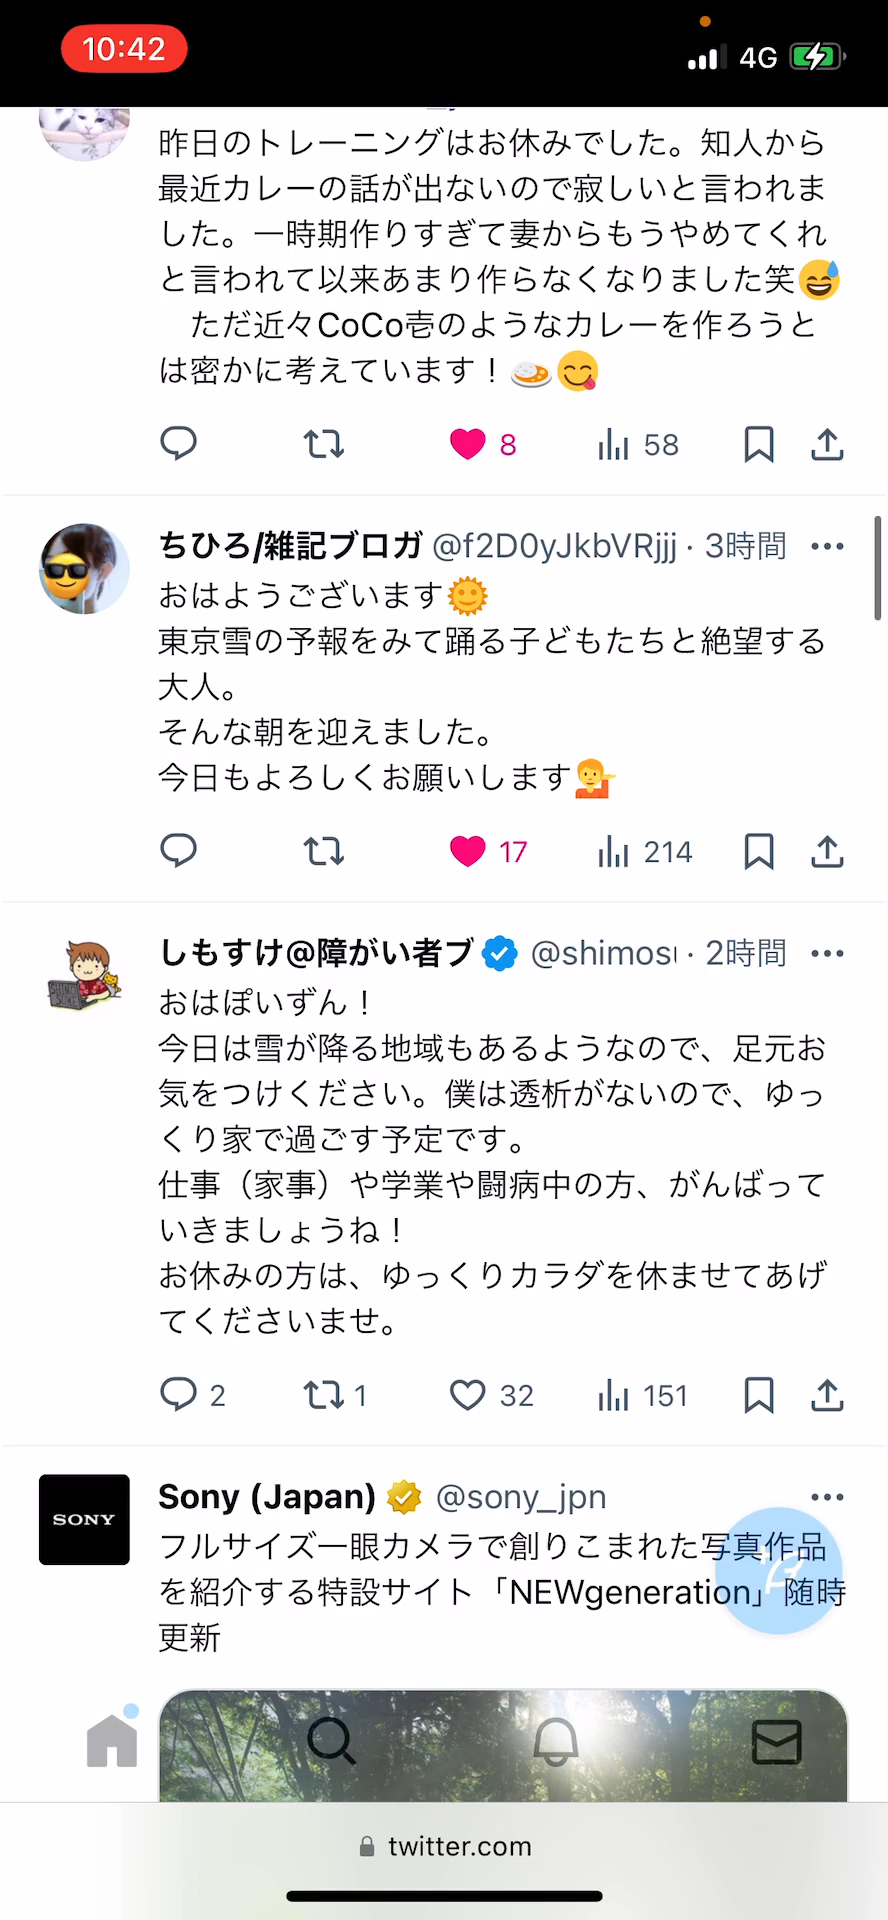 10:42
4G
昨日のトレーニングはお休みでした。知人から
最近カレーの話が出ないので寂しいと言われま
した。一時期作りすぎて妻からもうやめてくれ
と言われて以来あまり作らなくなりました笑😅
ただ近々CoCo壱のようなカレーを作ろうと
は密かに考えています！🍛😋
8 58
ちひろ/雑記ブロガ @f2D0yJkbVRjjj · 3時間
おはようございます🌞
東京雪の予報をみて踊る子どもたちと絶望する
大人。
そんな朝を迎えました。
今日もよろしくお願いします💁
17 214
しもすけ@障がい者ブ @shimos · 2時間
おはぽいずん！
今日は雪が降る地域もあるようなので、足元お
気をつけください。僕は透析がないので、ゆっ
くり家で過ごす予定です。
仕事（家事）や学業や闘病中の方、がんばって
いきましょうね！
お休みの方は、ゆっくりカラダを休ませてあげ
てくださいませ。
2 1 32 151
SONY
Sony (Japan) @sony_jpn
フルサイズ一眼カメラで創りこまれた写真作品
を紹介する特設サイト「NEWgeneration」随時
更新
twitter.com